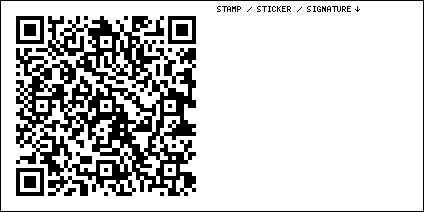 STAMP / STICKER / SIGNATURE ↓